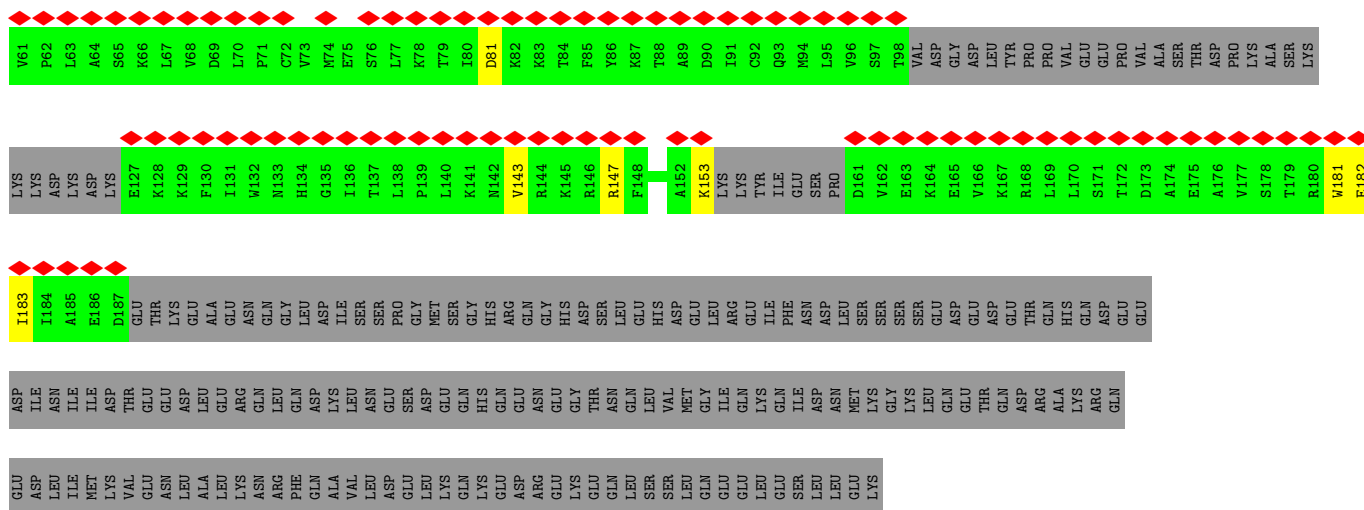 V61 P62 L63 A64 S65 K66 L67 V68 D69 L70 P71 C72 V73 M74 E75 S76 L77 K78 T79 I80 D81 K82 K83 T84 F85 Y86 K87 T88 A89 D90 I91 C92 Q93 M94 L95 V96 S97 T98 VAL ASP GLY ASP LEU TYR PRO PRO VAL GLU GLU PRO VAL ALA SER THR ASP PRO LYS ALA SER LYS
LYS LYS ASP LYS ASP LYS E127 K128 K129 F130 I131 W132 N133 H134 G135 I136 T137 L138 P139 L140 K141 N142 V143 R144 K145 R146 R147 F148 A152 K153 LYS LYS TYR ILE GLU SER PRO D161 V162 E163 K164 E165 V166 K167 R168 L169 L170 S171 T172 D173 A174 E175 A176 V177 S178 T179 R180 W181 E182
I183 I184 A185 E186 D187 GLU THR LYS GLU ALA GLU ASN GLN GLY LEU ASP ILE SER SER PRO GLY MET SER GLY HIS ARG GLN GLY HIS ASP SER LEU GLU HIS ASP GLU LEU ARG GLU ILE PHE ASN ASP LEU SER SER SER SER GLU ASP GLU ASP GLU THR GLN HIS GLN ASP GLU GLU
ASP ILE ASN ILE ILE ASP THR GLU GLU ASP LEU GLU ARG GLN LEU GLN ASP LYS LEU ASN GLU SER ASP GLU GLN HIS GLN GLU ASN GLU GLY THR ASN GLN LEU VAL MET GLY ILE GLN LYS GLN ILE ASP ASN MET LYS GLY LYS LEU GLN GLU THR GLN ASP ARG ALA LYS ARG GLN
GLU ASP LEU ILE MET LYS VAL GLU ASN LEU ALA LEU LYS ASN ARG PHE GLN ALA VAL LEU ASP GLU LEU LYS GLN LYS GLU ASP ARG GLU LYS GLU GLN LEU SER SER LEU GLN GLU GLU LEU GLU SER LEU LEU GLU LYS